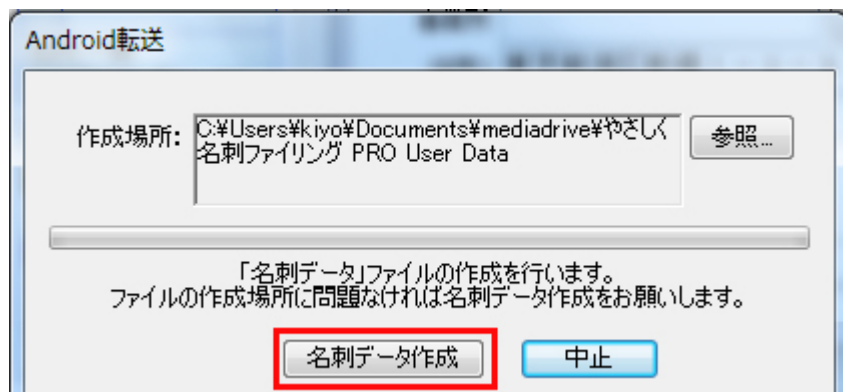 Android転送
作成場所: C:¥Users¥kiyo¥Documents¥mediadrive¥やさしく
名刺ファイリング PRO User Data
参照...
「名刺データ」ファイルの作成を行います。
ファイルの作成場所に問題なければ名刺データ作成をお願いします。
名刺データ作成 中止